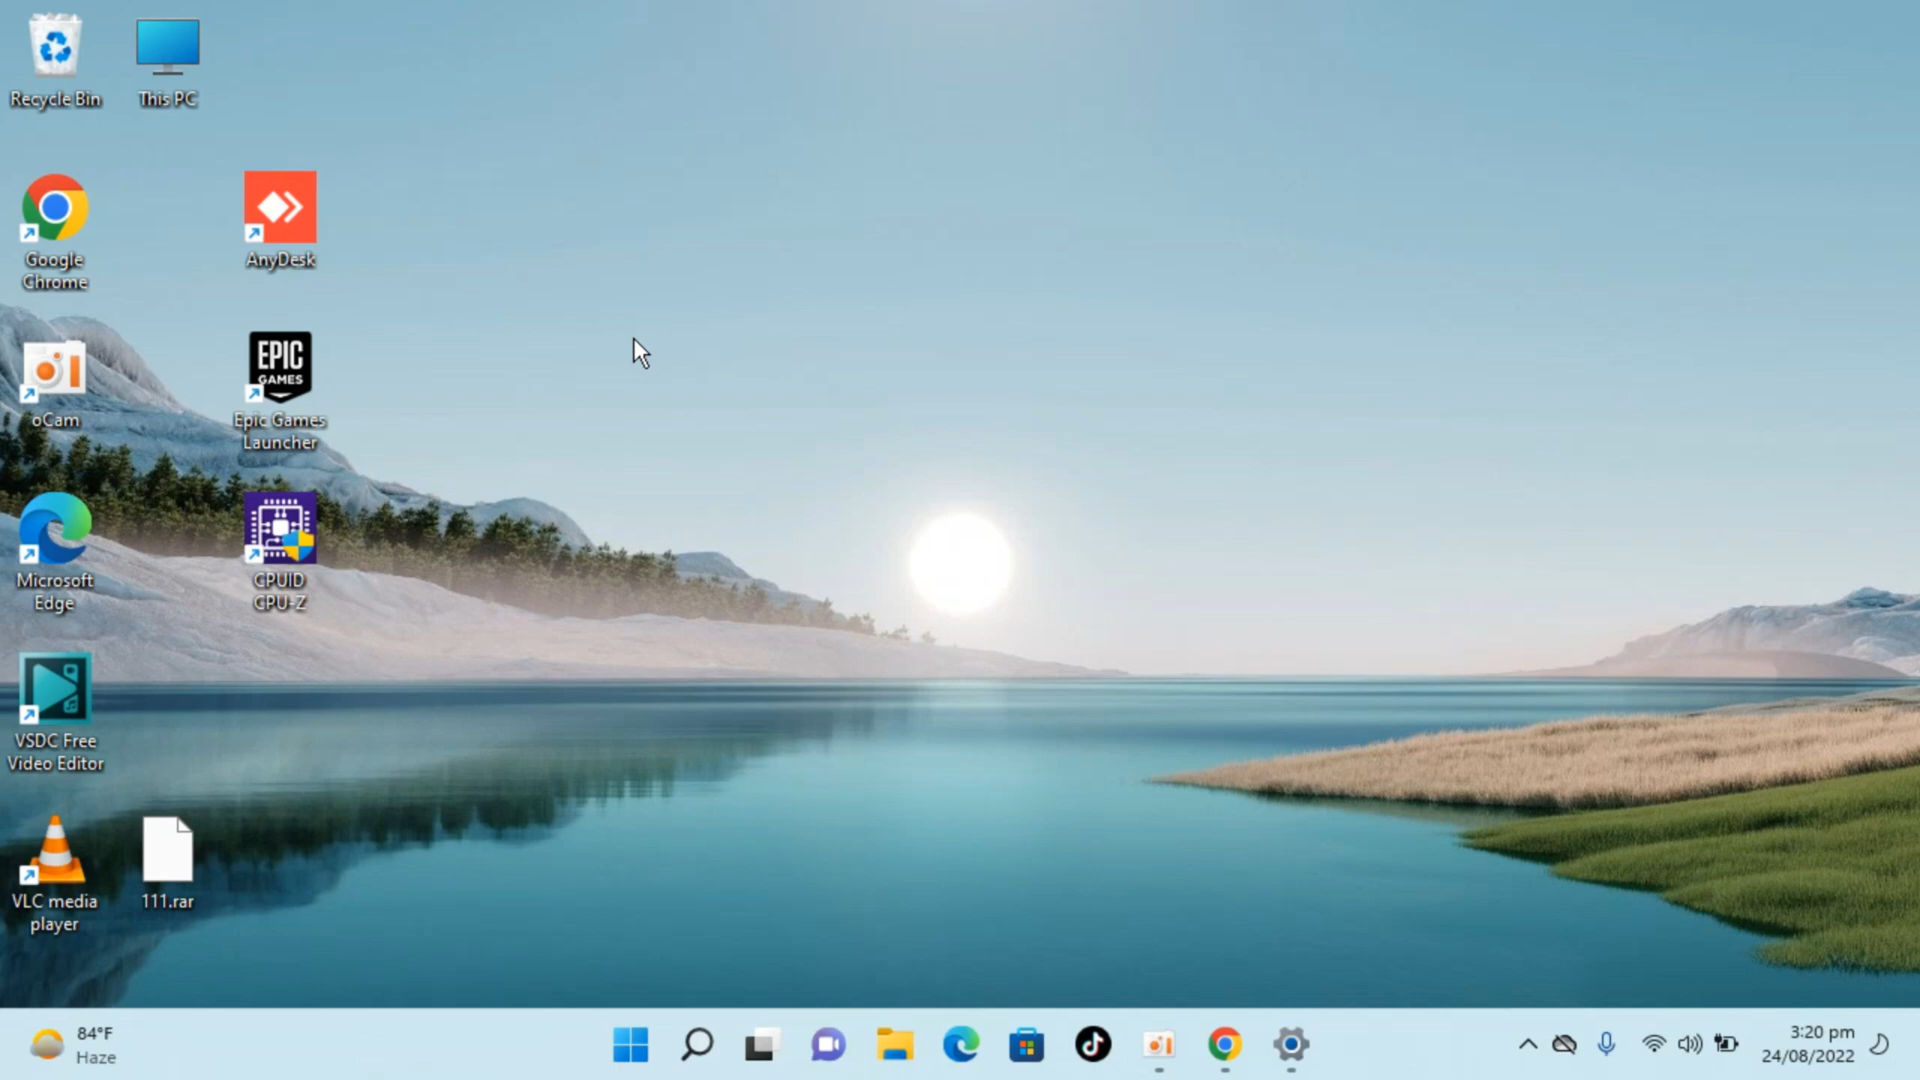 Recycle Bin
This PC
Google
Chrome
AnyDesk
oCam
EPIC
GAMES
Epic Games
Launcher
Microsoft
Edge
CPUID
CPU-Z
VSDC Free
Video Editor
VLC media
player
111.rar
84°F
Haze
3:20 pm
24/08/2022